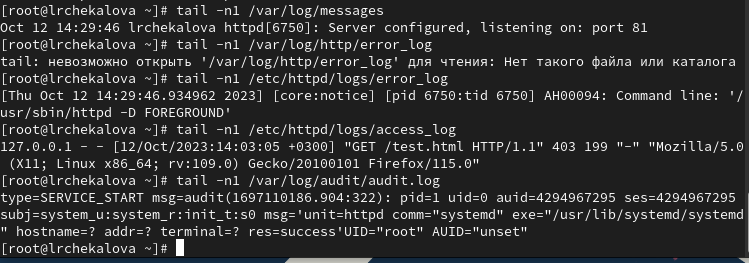 [root@lrchekalova ~]# tail -n1 /var/log/messages
Oct 12 14:29:46 lrchekalova httpd[6750]: Server configured, listening on: port 81
[root@lrchekalova ~]# tail -n1 /var/log/http/error_log
tail: невозможно открыть '/var/log/http/error_log' для чтения: Нет такого файла или каталога
[root@lrchekalova ~]# tail -n1 /etc/httpd/logs/error_log
[Thu Oct 12 14:29:46.934962 2023] [core:notice] [pid 6750:tid 6750] AH00094: Command line: '/
usr/sbin/httpd -D FOREGROUND'
[root@lrchekalova ~]# tail -n1 /etc/httpd/logs/access_log
127.0.0.1 - - [12/Oct/2023:14:03:05 +0300] "GET /test.html HTTP/1.1" 403 199 "-" "Mozilla/5.0
(X11; Linux x86_64; rv:109.0) Gecko/20100101 Firefox/115.0"
[root@lrchekalova ~]# tail -n1 /var/log/audit/audit.log
type=SERVICE_START msg=audit(1697110186.904:322): pid=1 uid=0 auid=4294967295 ses=4294967295
subj=system_u:system_r:init_t:s0 msg='unit=httpd comm="systemd" exe="/usr/lib/systemd/systemd
" hostname=? addr=? terminal=? res=success'UID="root" AUID="unset"
[root@lrchekalova ~]#